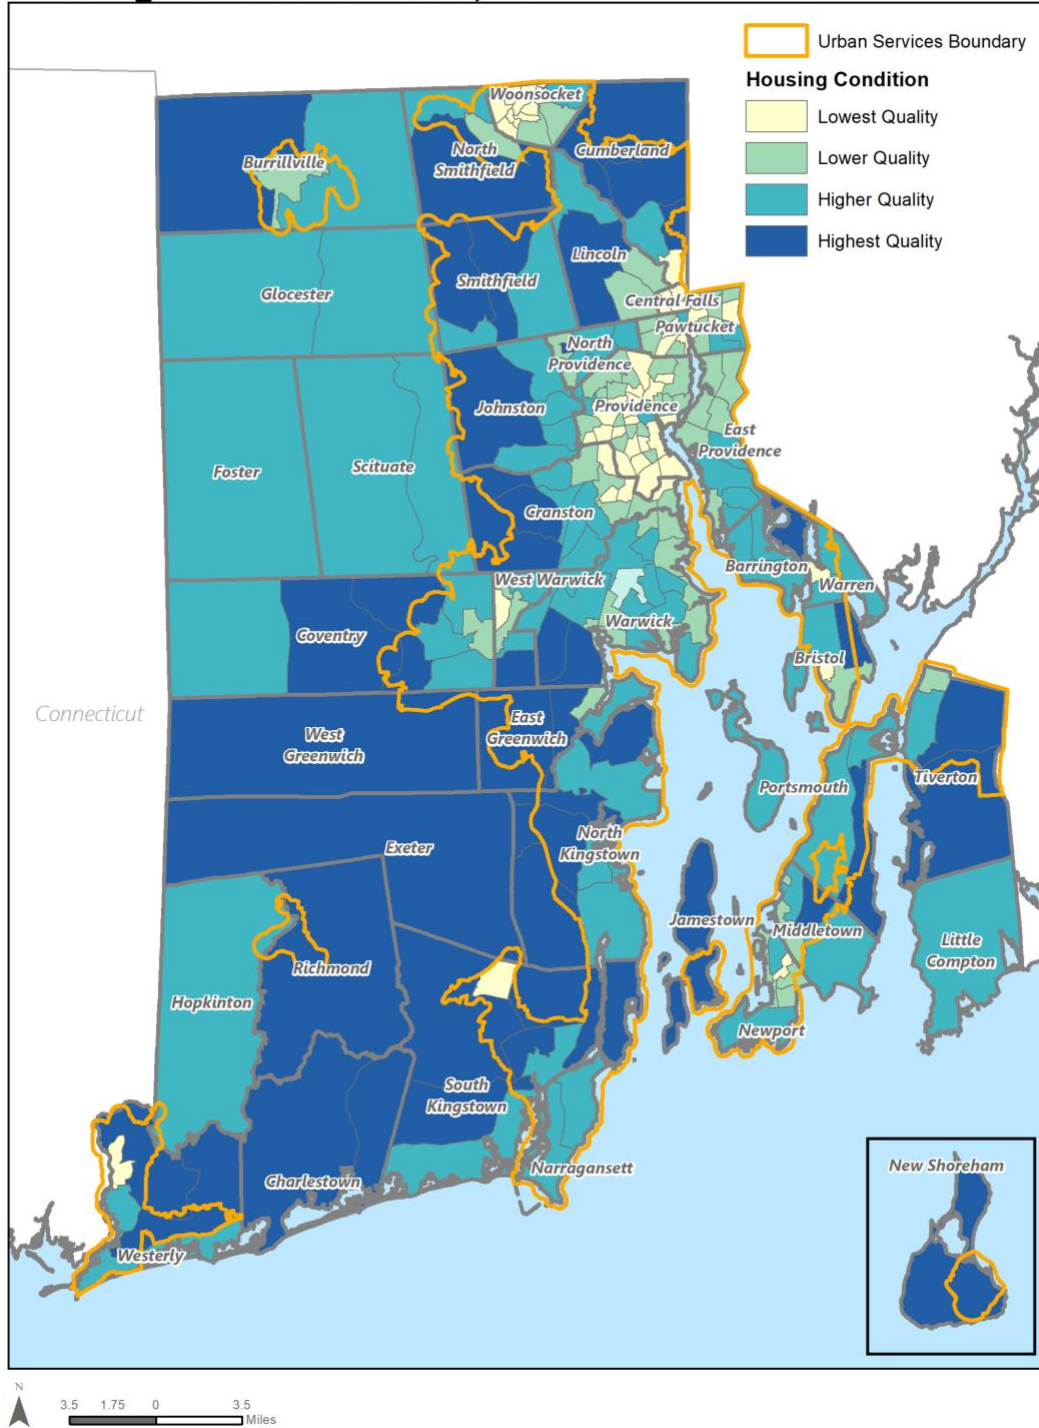 Urban Services Boundary
Housing Condition
Lowest Quality
Lower Quality
Higher Quality
Highest Quality
Woonsocket
Burrillville
North
Smithfield
Cumberland
Lincoln
Smithfield
Glocester
Central Falls
Pawtucket
North
Providence
Johnston
Providence
East
Providence
Foster
Scituate
Cranston
West Warwick
Barrington
Warren
Coventry
Warwick
Bristol
Connecticut
West
Greenwich
East
Greenwich
Portsmouth
Tiverton
Exeter
North
Kingstown
Jamestown
Middletown
Little
Compton
Richmond
Hopkinton
Newport
South
Kingstown
Narragansett
Charlestown
New Shoreham
Westerly
N
3.5 1.75 0 3.5
Miles